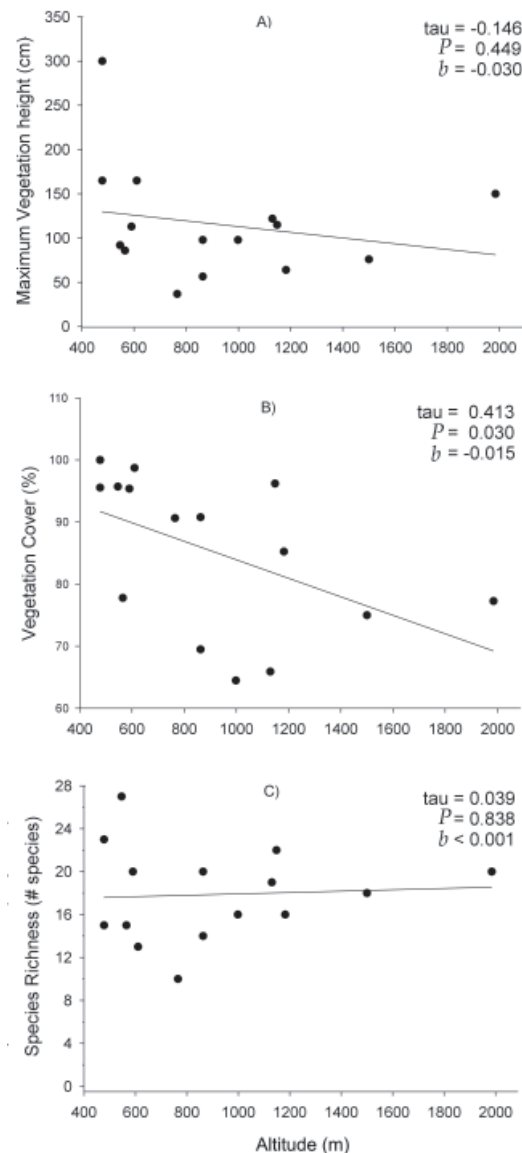 A)
tau = -0.146
P = 0.449
b = -0.030
Maximum Vegetation height (cm)
350
300
250
200
150
100
50
0
400 600 800 1000 1200 1400 1600 1800 2000
B)
tau = 0.413
P = 0.030
b = -0.015
Vegetation Cover (%)
110
100
90
80
70
60
400 600 800 1000 1200 1400 1600 1800 2000
C)
tau = 0.039
P = 0.838
b < 0.001
Species Richness (# species)
28
24
20
16
12
8
4
0
400 600 800 1000 1200 1400 1600 1800 2000
Altitude (m)